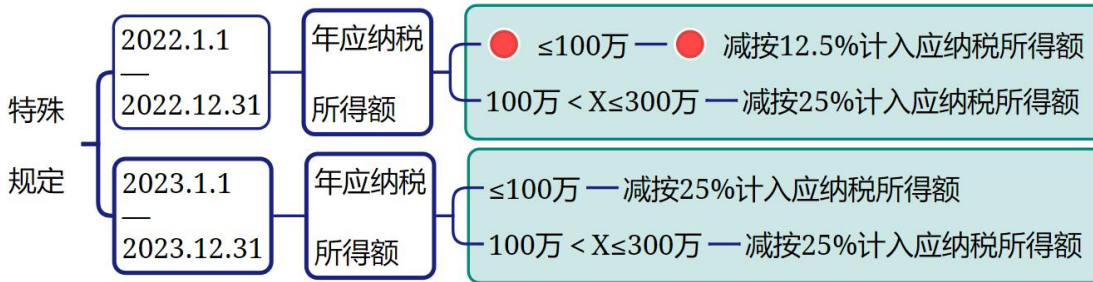 特殊
规定
2022.1.1
—
2022.12.31
年应纳税
所得额
≤100万
减按12.5%计入应纳税所得额
100万＜X≤300万
减按25%计入应纳税所得额
2023.1.1
—
2023.12.31
年应纳税
所得额
≤100万
减按25%计入应纳税所得额
100万＜X≤300万
减按25%计入应纳税所得额